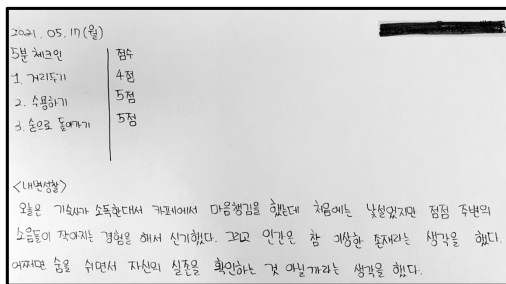 2021. 05. 17 (월)
5분 체크인 점수
1. 거리두기 4점
2. 수용하기 5점
3. 숨으로 돌아가기 5점
<내면성찰>
오늘은 기숙사가 소독한대서 카페에서 마음챙김을 했는데 처음에는 낯설었지만 점점 주변의
소음들이 작아지는 경험을 해서 신기했다. 그리고 인간은 참 이상한 존재라는 생각을 했다.
어쩌면 숨을 쉬면서 자신의 실존을 확인하는 것 아닐까라는 생각을 했다.